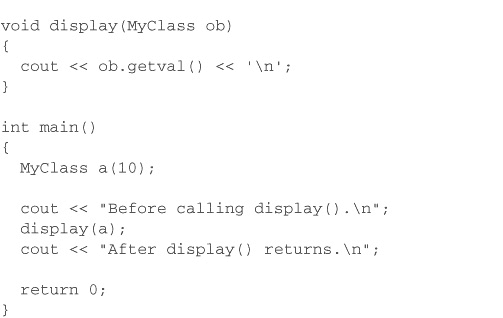 void display(MyClass ob)
{
  cout << ob.getval() << '\n';
}

int main()
{
  MyClass a(10);

  cout << "Before calling display().\n";
  display(a);
  cout << "After display() returns.\n";

  return 0;
}